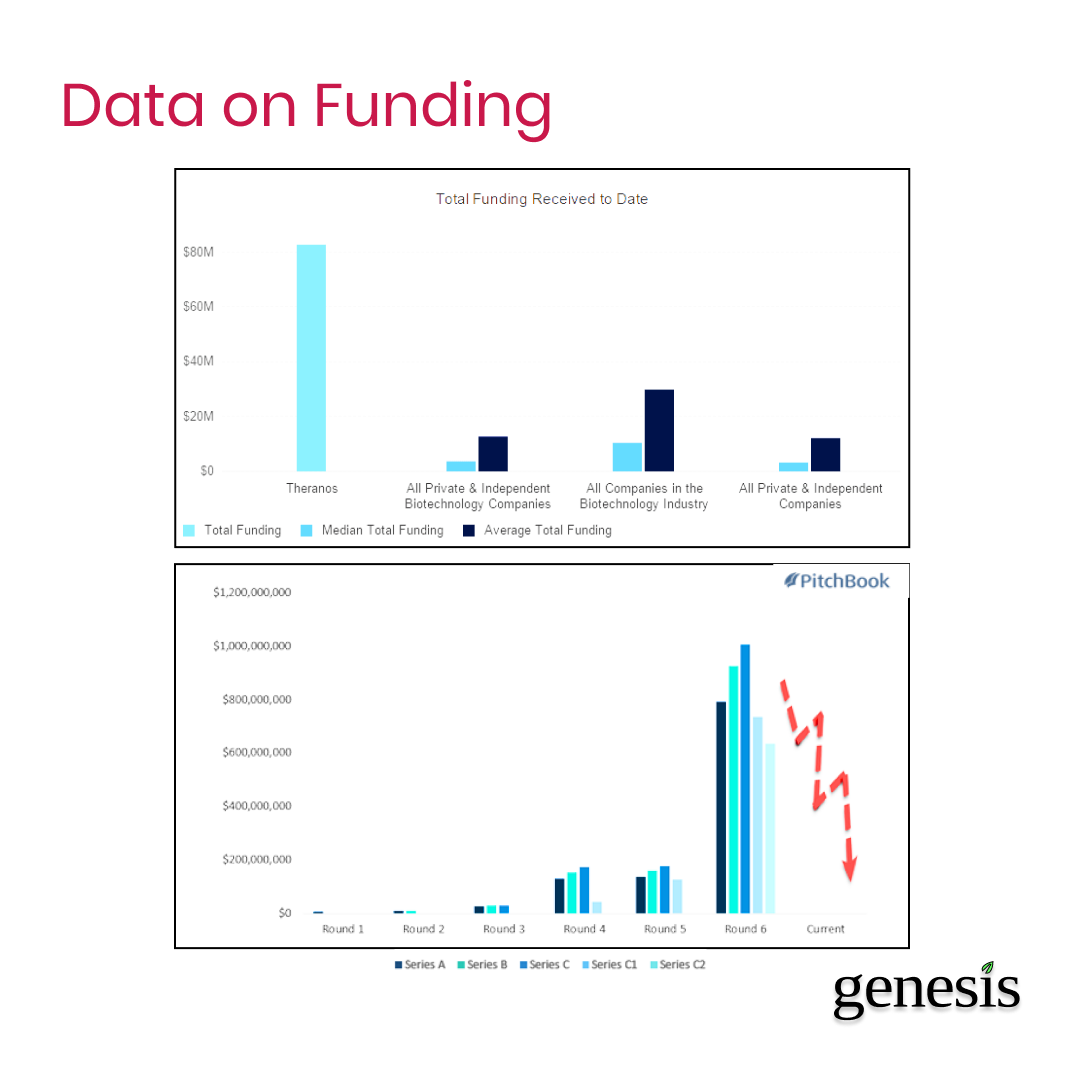 Data on Funding
Total Funding Received to Date
$80M
$60M
$40M
$20M
$0
Theranos
All Private & Independent
Biotechnology Companies
All Companies in the
Biotechnology Industry
All Private & Independent
Companies
Total Funding
Median Total Funding
Average Total Funding
PitchBook
$1,200,000,000
$1,000,000,000
$800,000,000
$600,000,000
$400,000,000
$200,000,000
$0
Round 1
Round 2
Round 3
Round 4
Round 5
Round 6
Current
Series A
Series B
Series C
Series C1
Series C2
genesis